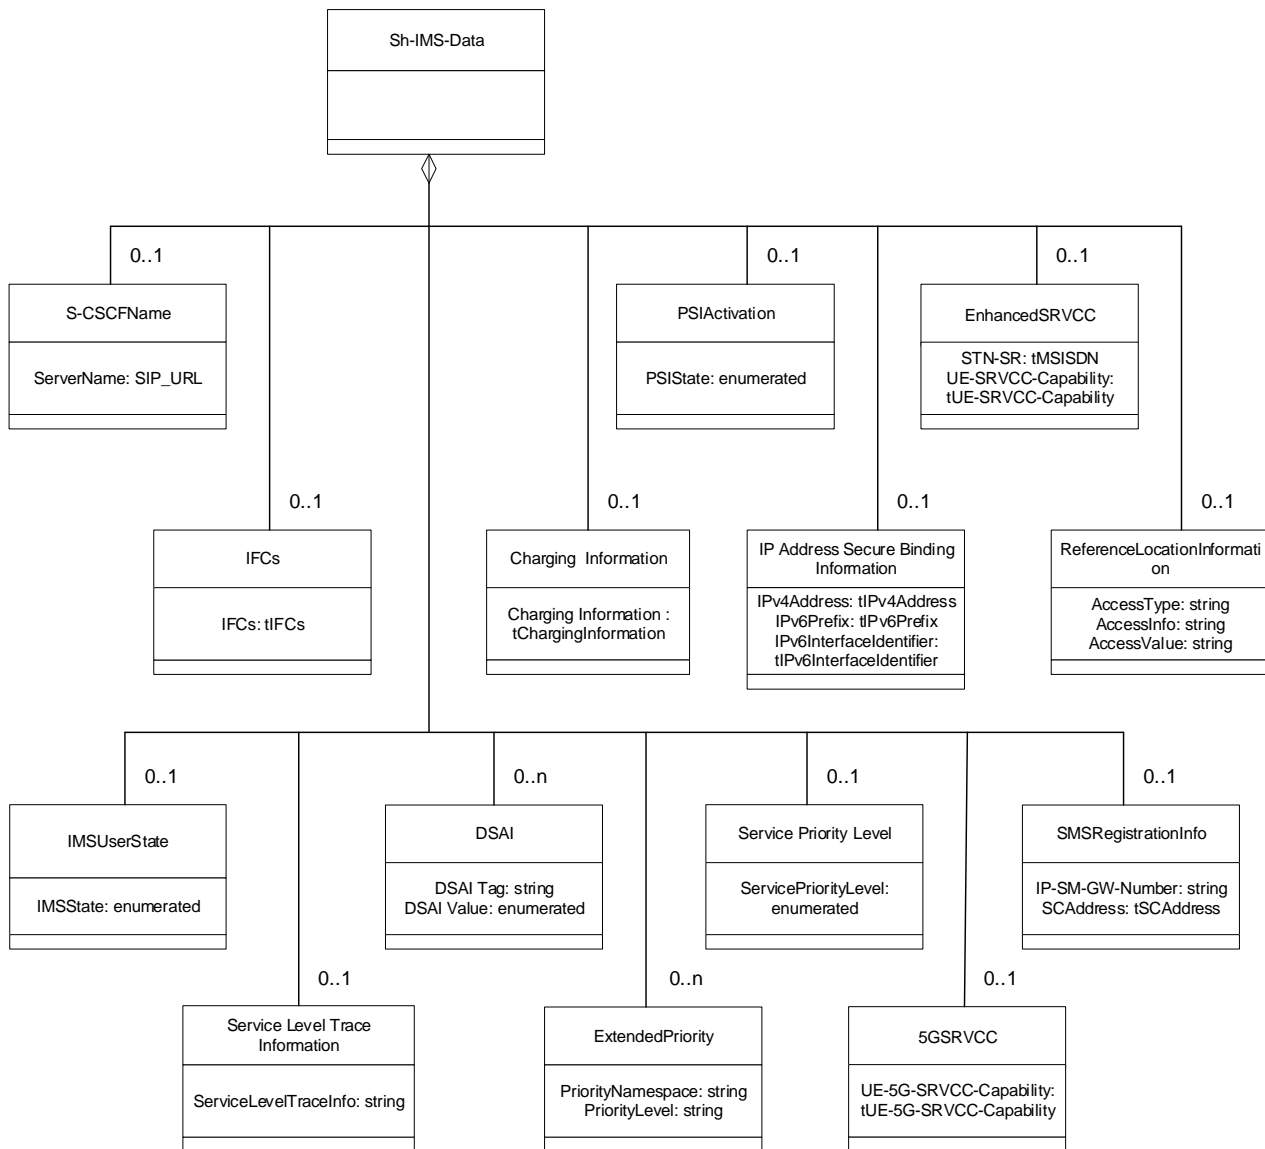 Sh-IMS-Data
0..1
0..1
0..1
S-CSCFName
ServerName: SIP_URL
PSIActivation
PSIState: enumerated
EnhancedSRVCC
STN-SR: tMSISDN
UE-SRVCC-Capability:
tUE-SRVCC-Capability
0..1
0..1
0..1
0..1
IFCs
IFCs: tIFCs
Charging Information
Charging Information :
tChargingInformation
IP Address Secure Binding
Information
IPv4Address: tIPv4Address
IPv6Prefix: tIPv6Prefix
IPv6InterfaceIdentifier:
tIPv6InterfaceIdentifier
ReferenceLocationInformati
on
AccessType: string
AccessInfo: string
AccessValue: string
0..1
0..n
0..1
0..1
IMSUserState
IMSState: enumerated
DSAI
DSAI Tag: string
DSAI Value: enumerated
Service Priority Level
ServicePriorityLevel:
enumerated
SMSRegistrationInfo
IP-SM-GW-Number: string
SCAddress: tSCAddress
0..1
0..n
0..1
Service Level Trace
Information
ServiceLevelTraceInfo: string
ExtendedPriority
PriorityNamespace: string
PriorityLevel: string
5GSRVCC
UE-5G-SRVCC-Capability:
tUE-5G-SRVCC-Capability